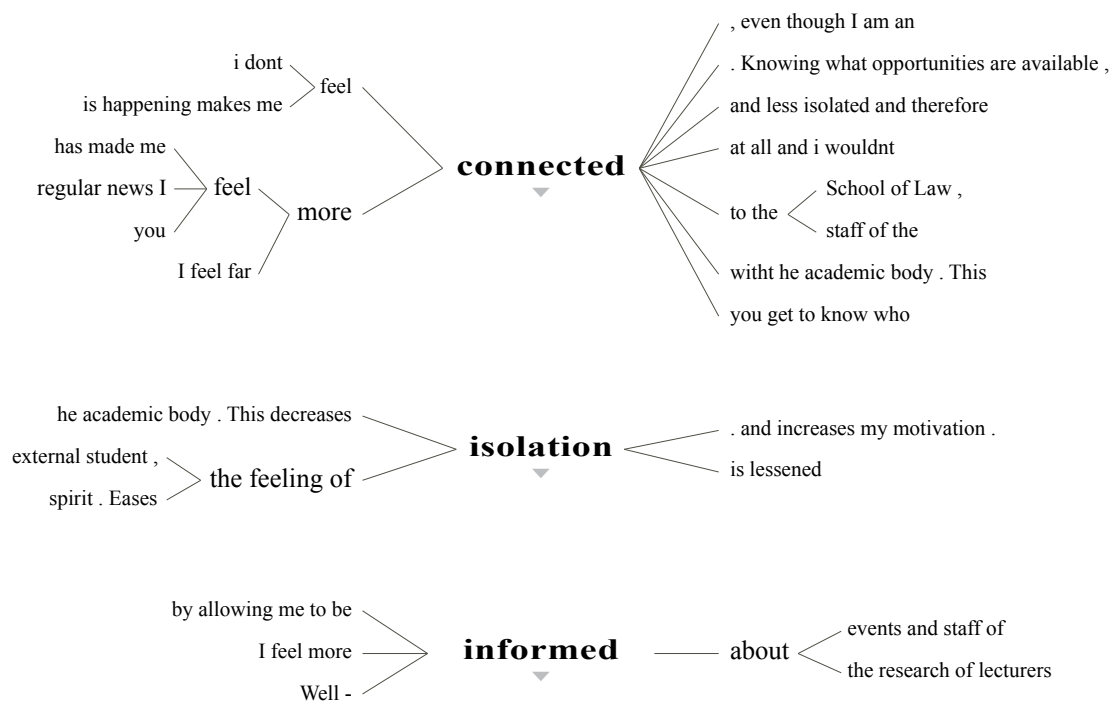 , even though I am an
i dont
. Knowing what opportunities are available ,
feel
is happening makes me
and less isolated and therefore
has made me
at all and i wouldnt
connected
regular news I
feel
School of Law ,
more
to the
you
staff of the
I feel far
witht he academic body . This
you get to know who
he academic body . This decreases
. and increases my motivation .
isolation
external student ,
is lessened
the feeling of
spirit . Eases
by allowing me to be
events and staff of
I feel more
informed
about
the research of lecturers
Well -